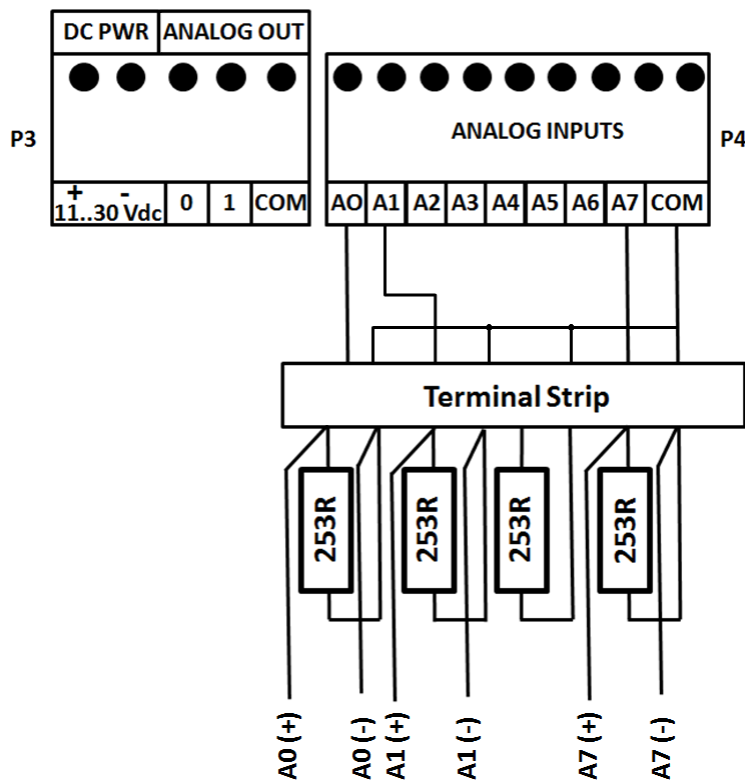 DC PWR ANALOG OUT
P3
+ -
11..30 Vdc 0 1 COM
ANALOG INPUTS
P4
AO A1 A2 A3 A4 A5 A6 A7 COM
Terminal Strip
253R 253R 253R 253R
A0 (+) A0 (-) A1 (+) A1 (-) A7 (+) A7 (-)